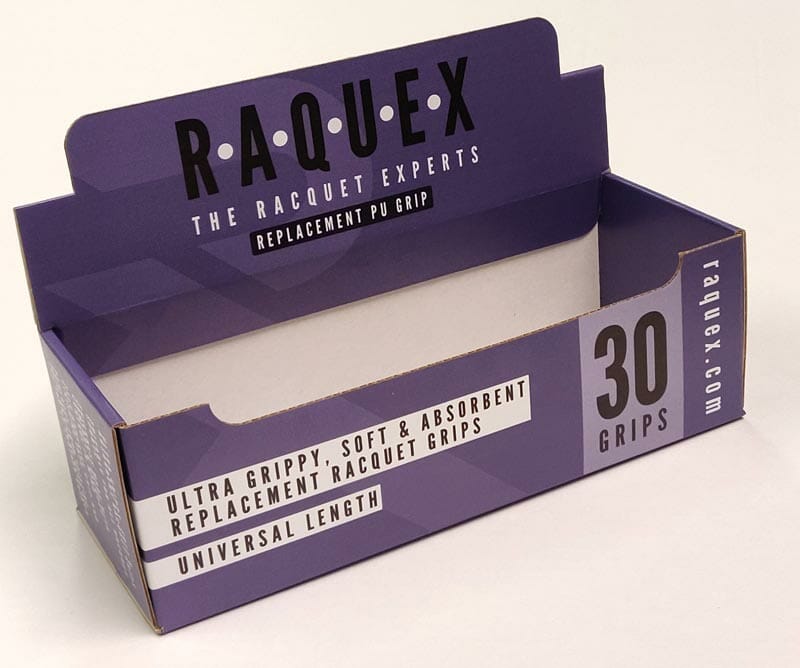 R•A•Q•U•E•X
THE RACQUET EXPERTS
REPLACEMENT PU GRIP
30
GRIPS
raquex.com
ULTRA GRIPPY, SOFT & ABSORBENT
REPLACEMENT RACQUET GRIPS
UNIVERSAL LENGTH